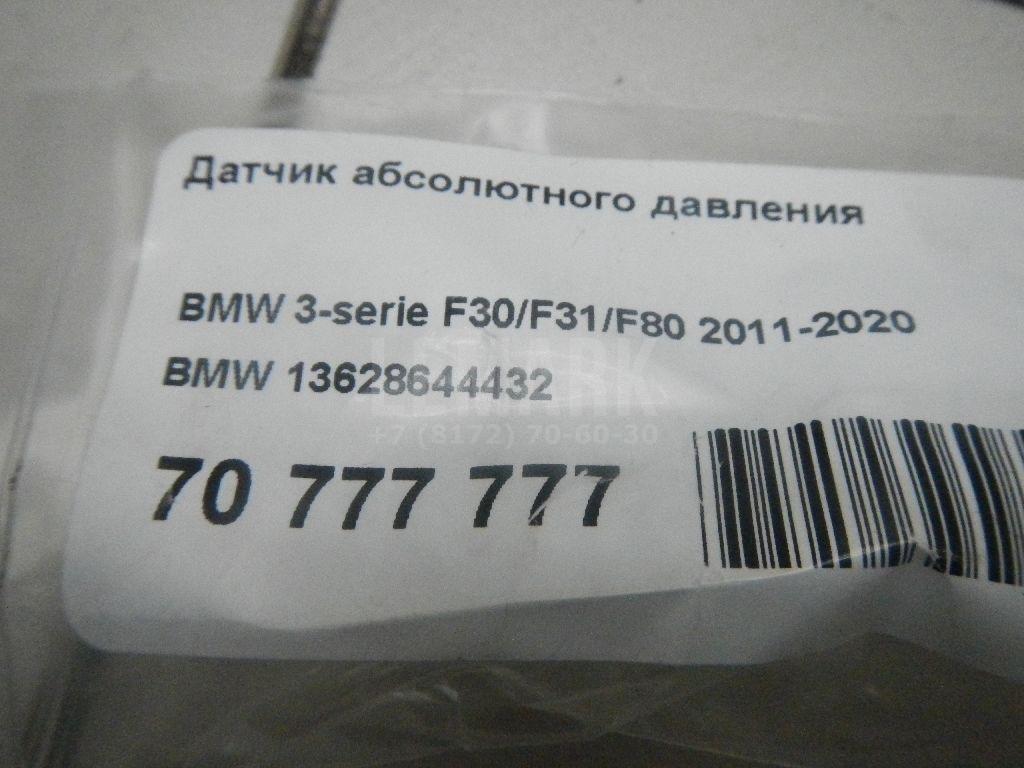 Датчик абсолютного давления
BMW 3-serie F30/F31/F80 2011-2020
BMW 13628644432
LEMARK
+7 (8172) 70-60-30
70 777 777